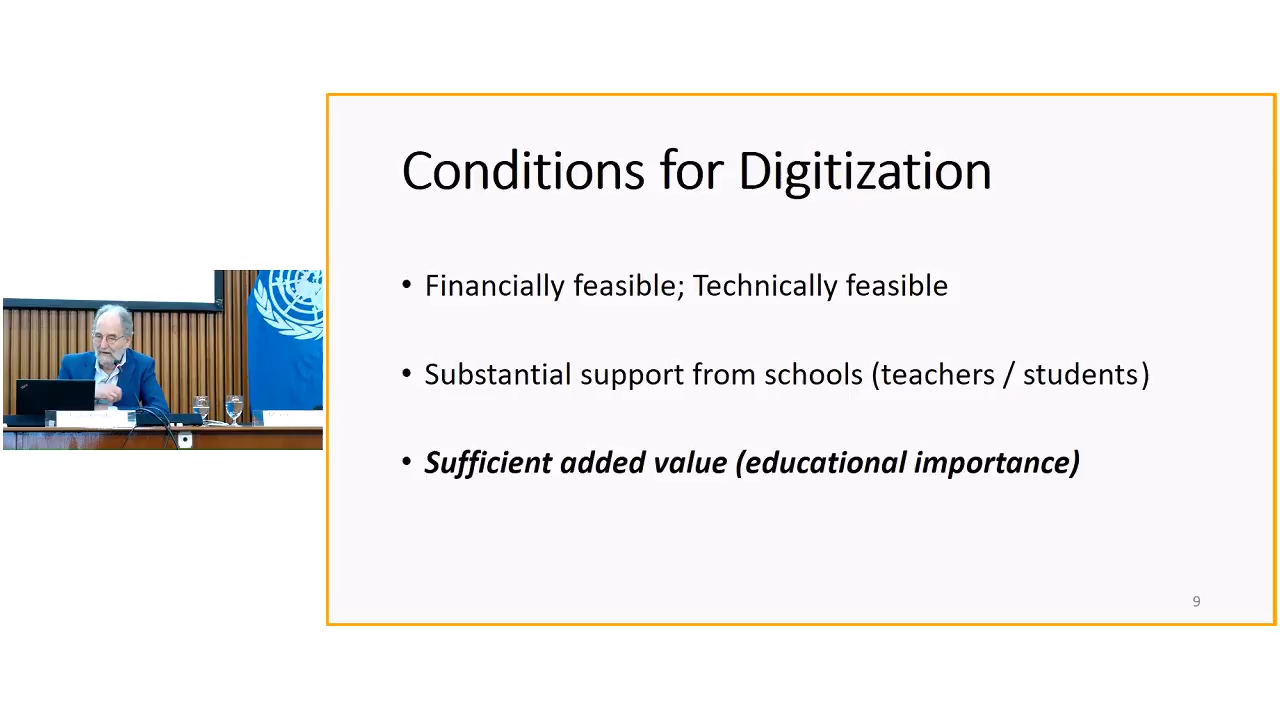 Conditions for Digitization
• Financially feasible; Technically feasible
• Substantial support from schools (teachers / students)
• Sufficient added value (educational importance)
9